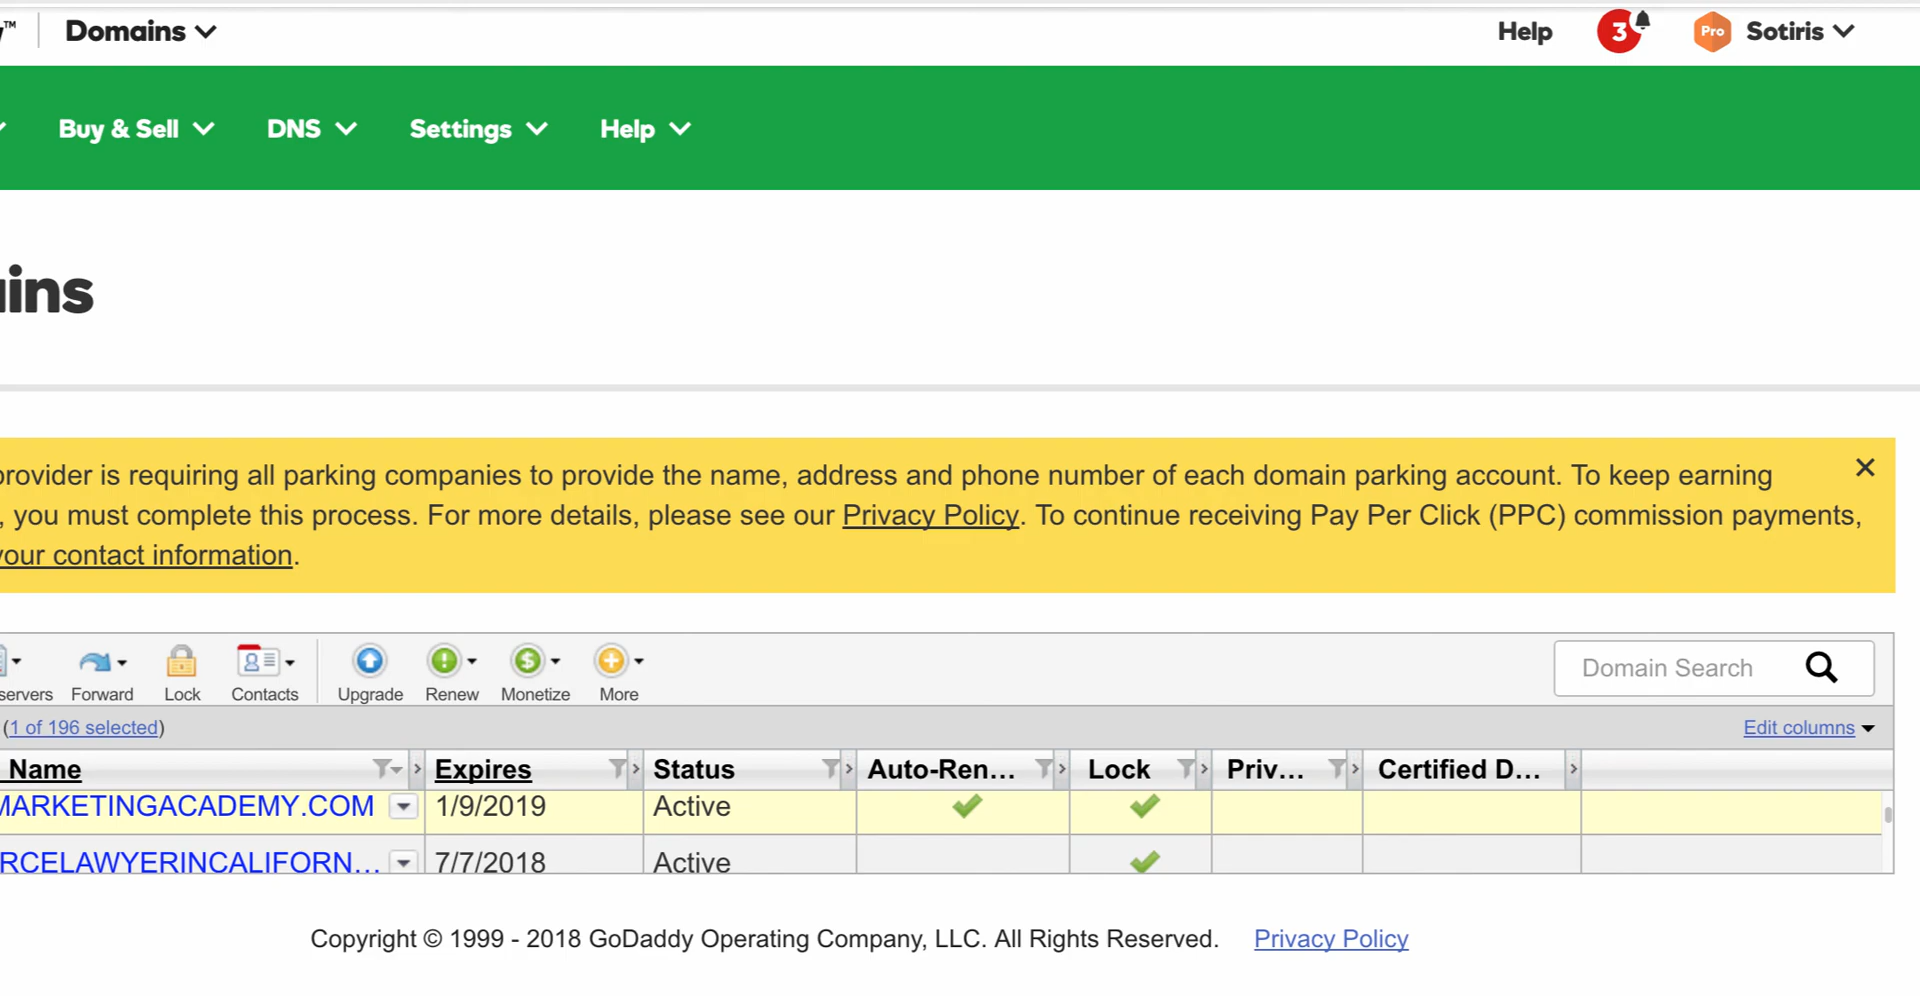 ™ Domains Help 3 Pro Sotiris
Buy & Sell DNS Settings Help
ins
provider is requiring all parking companies to provide the name, address and phone number of each domain parking account. To keep earning
, you must complete this process. For more details, please see our Privacy Policy. To continue receiving Pay Per Click (PPC) commission payments,
your contact information.
servers Forward Lock Contacts Upgrade Renew Monetize More Domain Search
(1 of 196 selected) Edit columns
Name Expires Status Auto-Ren... Lock Priv... Certified D...
MARKETINGACADEMY.COM 1/9/2019 Active
RCELAWYERINCALIFORN... 7/7/2018 Active
Copyright © 1999 - 2018 GoDaddy Operating Company, LLC. All Rights Reserved. Privacy Policy